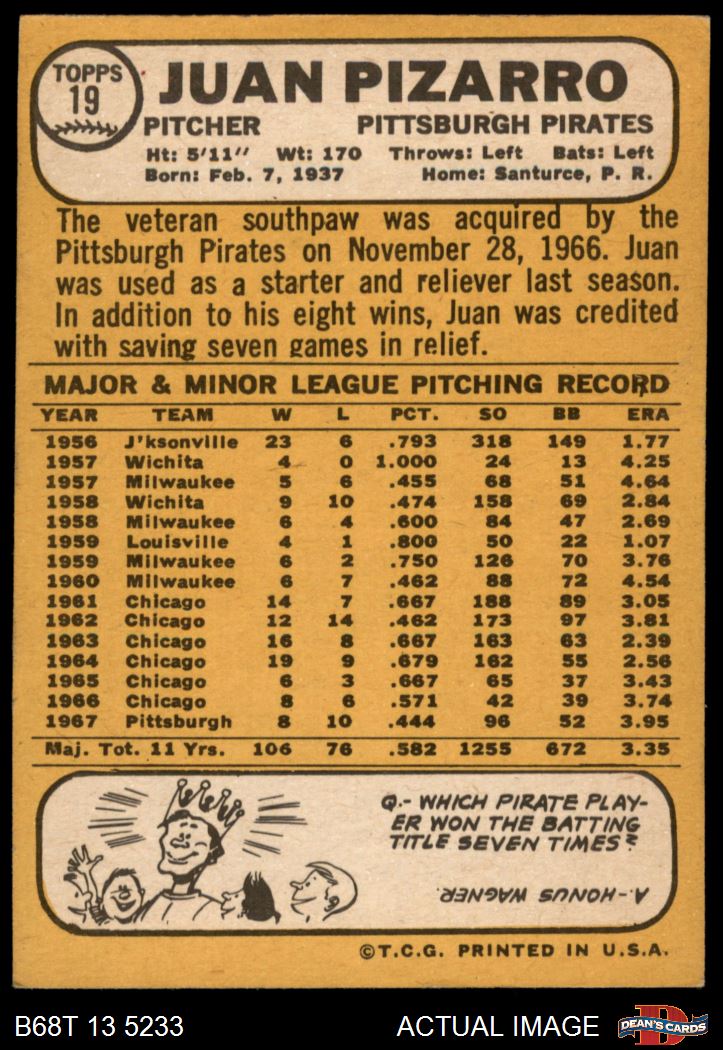 TOPPS
19
JUAN PIZARRO
PITCHER PITTSBURGH PIRATES
Ht: 5'11" Wt: 170 Throws: Left Bats: Left
Born: Feb. 7, 1937 Home: Santurce, P. R.
The veteran southpaw was acquired by the
Pittsburgh Pirates on November 28, 1966. Juan
was used as a starter and reliever last season.
In addition to his eight wins, Juan was credited
with saving seven games in relief.
MAJOR & MINOR LEAGUE PITCHING RECORD
YEAR TEAM W L PCT. SO BB ERA
1956 J'ksonville 23 6 .793 318 149 1.77
1957 Wichita 4 0 1.000 24 13 4.25
1957 Milwaukee 5 6 .455 68 51 4.64
1958 Wichita 9 10 .474 158 69 2.84
1958 Milwaukee 6 4 .600 84 47 2.69
1959 Louisville 4 1 .800 50 22 1.07
1959 Milwaukee 6 2 .750 126 70 3.76
1960 Milwaukee 6 7 .462 88 72 4.54
1961 Chicago 14 7 .667 188 89 3.05
1962 Chicago 12 14 .462 173 97 3.81
1963 Chicago 16 8 .667 163 63 2.39
1964 Chicago 19 9 .679 162 55 2.56
1965 Chicago 6 3 .667 65 37 3.43
1966 Chicago 8 6 .571 42 39 3.74
1967 Pittsburgh 8 10 .444 96 52 3.95
Maj. Tot. 11 Yrs. 106 76 .582 1255 672 3.35
Q.- WHICH PIRATE PLAY-
ER WON THE BATTING
TITLE SEVEN TIMES?
A.-HONUS WAGNER
©T.C.G. PRINTED IN U.S.A.
B68T 13 5233 ACTUAL IMAGE
D
DEAN'S CARDS